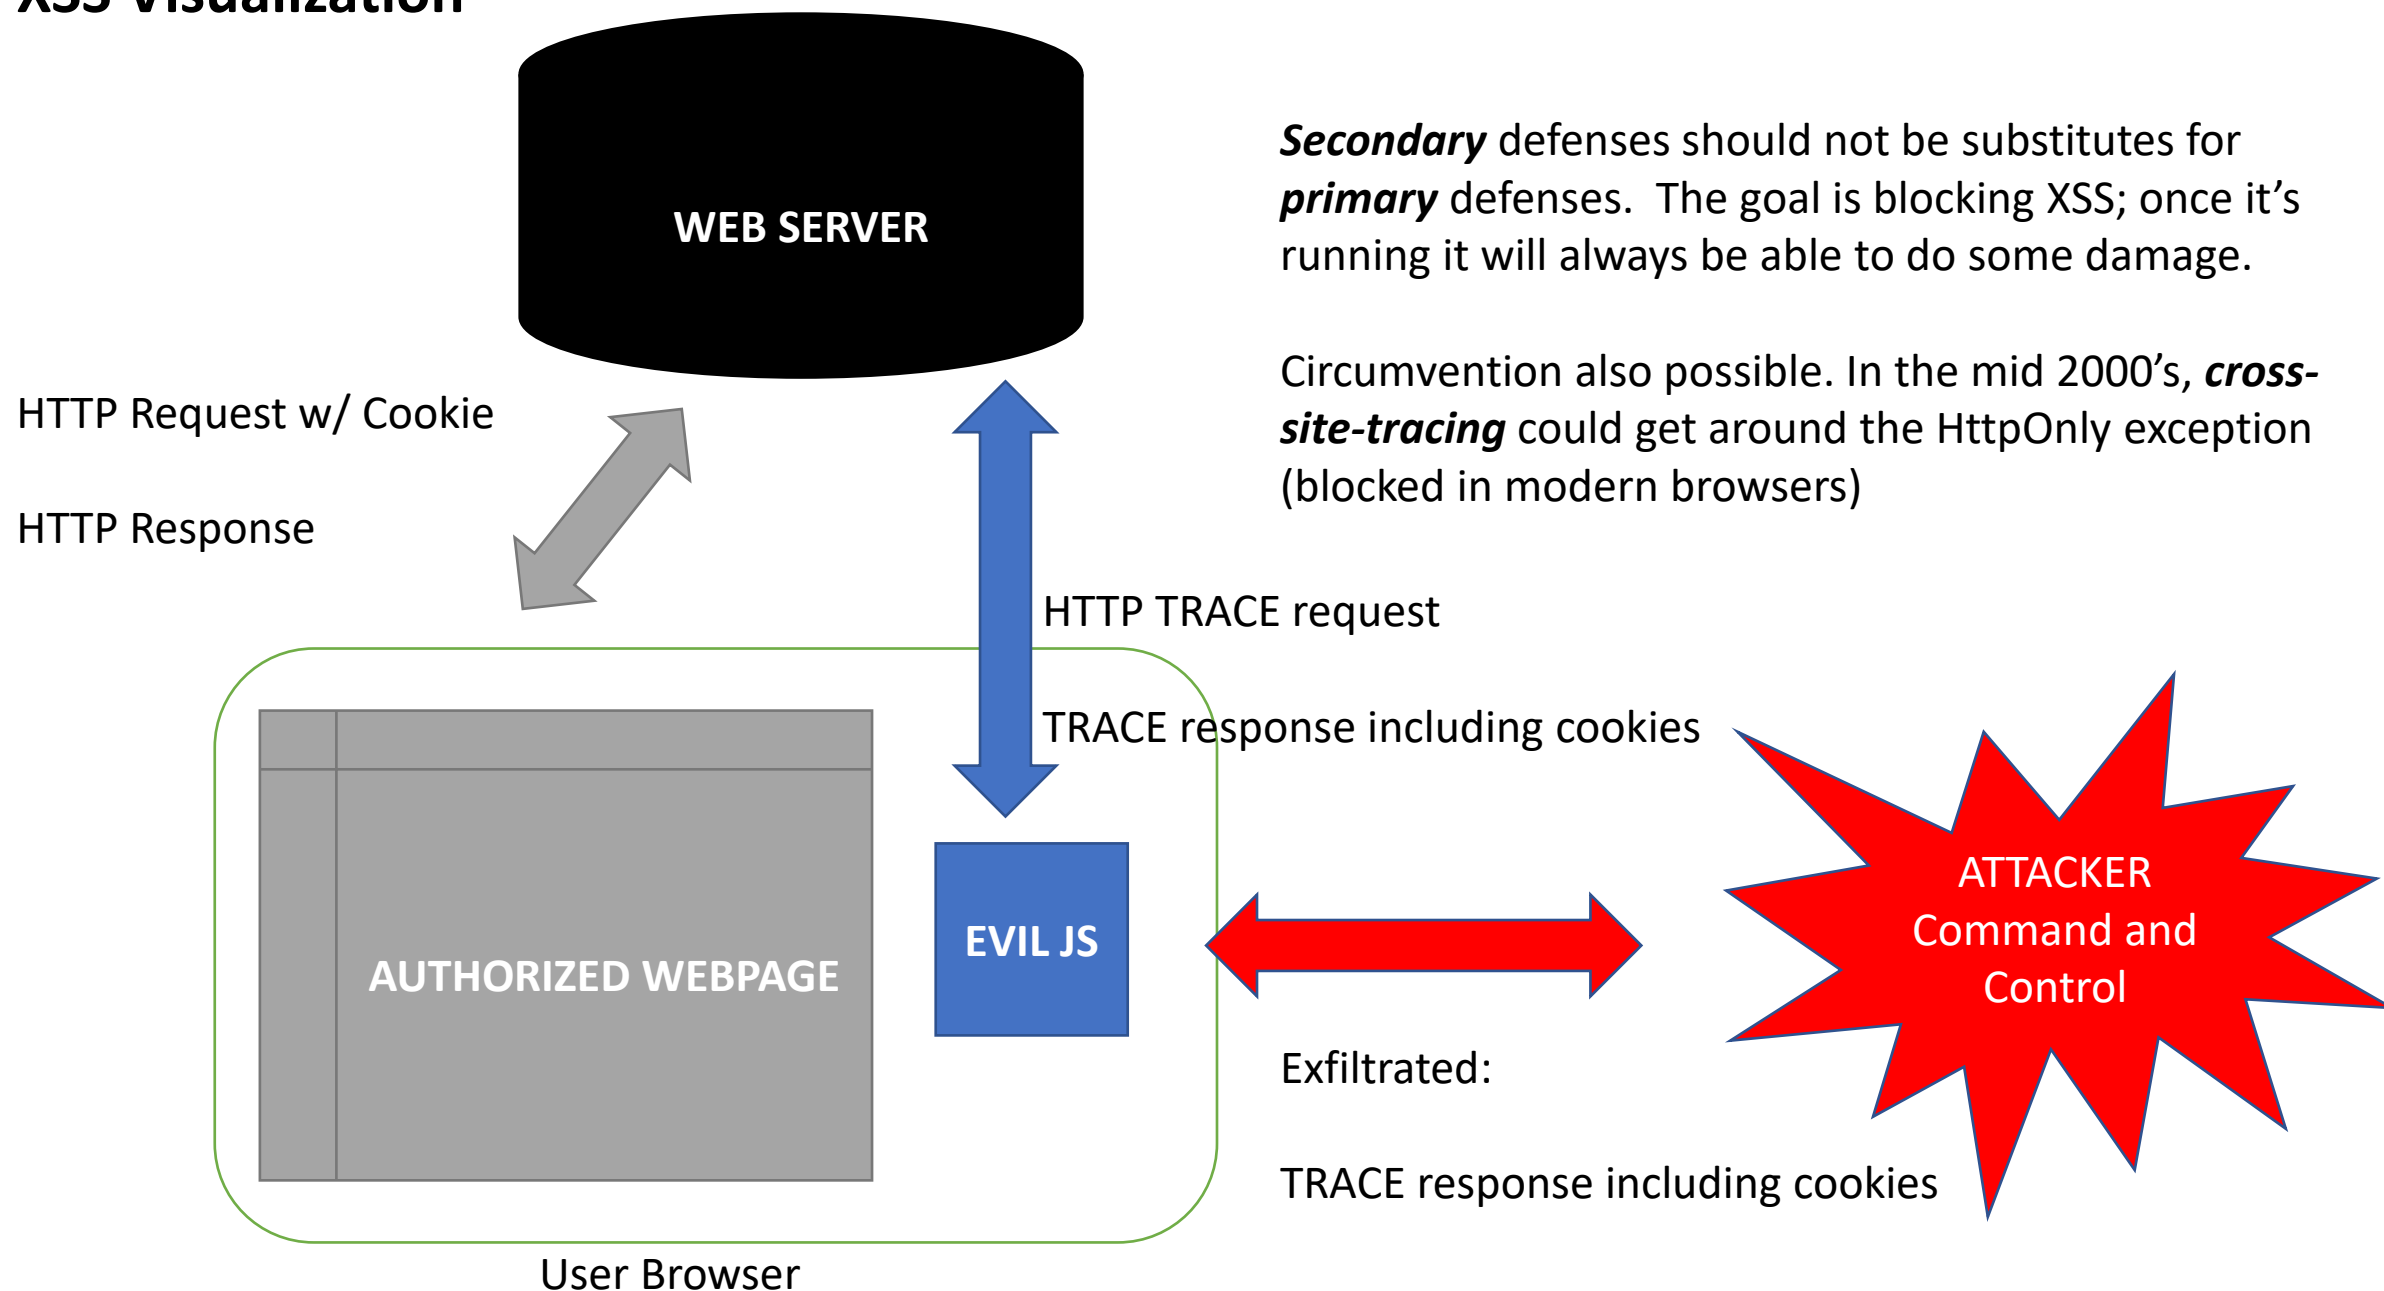 XSS Visualization
WEB SERVER
Secondary defenses should not be substitutes for
primary defenses.  The goal is blocking XSS; once it’s
running it will always be able to do some damage.
Circumvention also possible. In the mid 2000’s, cross-
site-tracing could get around the HttpOnly exception
(blocked in modern browsers)
HTTP Request w/ Cookie
HTTP Response
HTTP TRACE request
TRACE response including cookies
AUTHORIZED WEBPAGE
EVIL JS
ATTACKER
Command and
Control
Exfiltrated:
TRACE response including cookies
User Browser